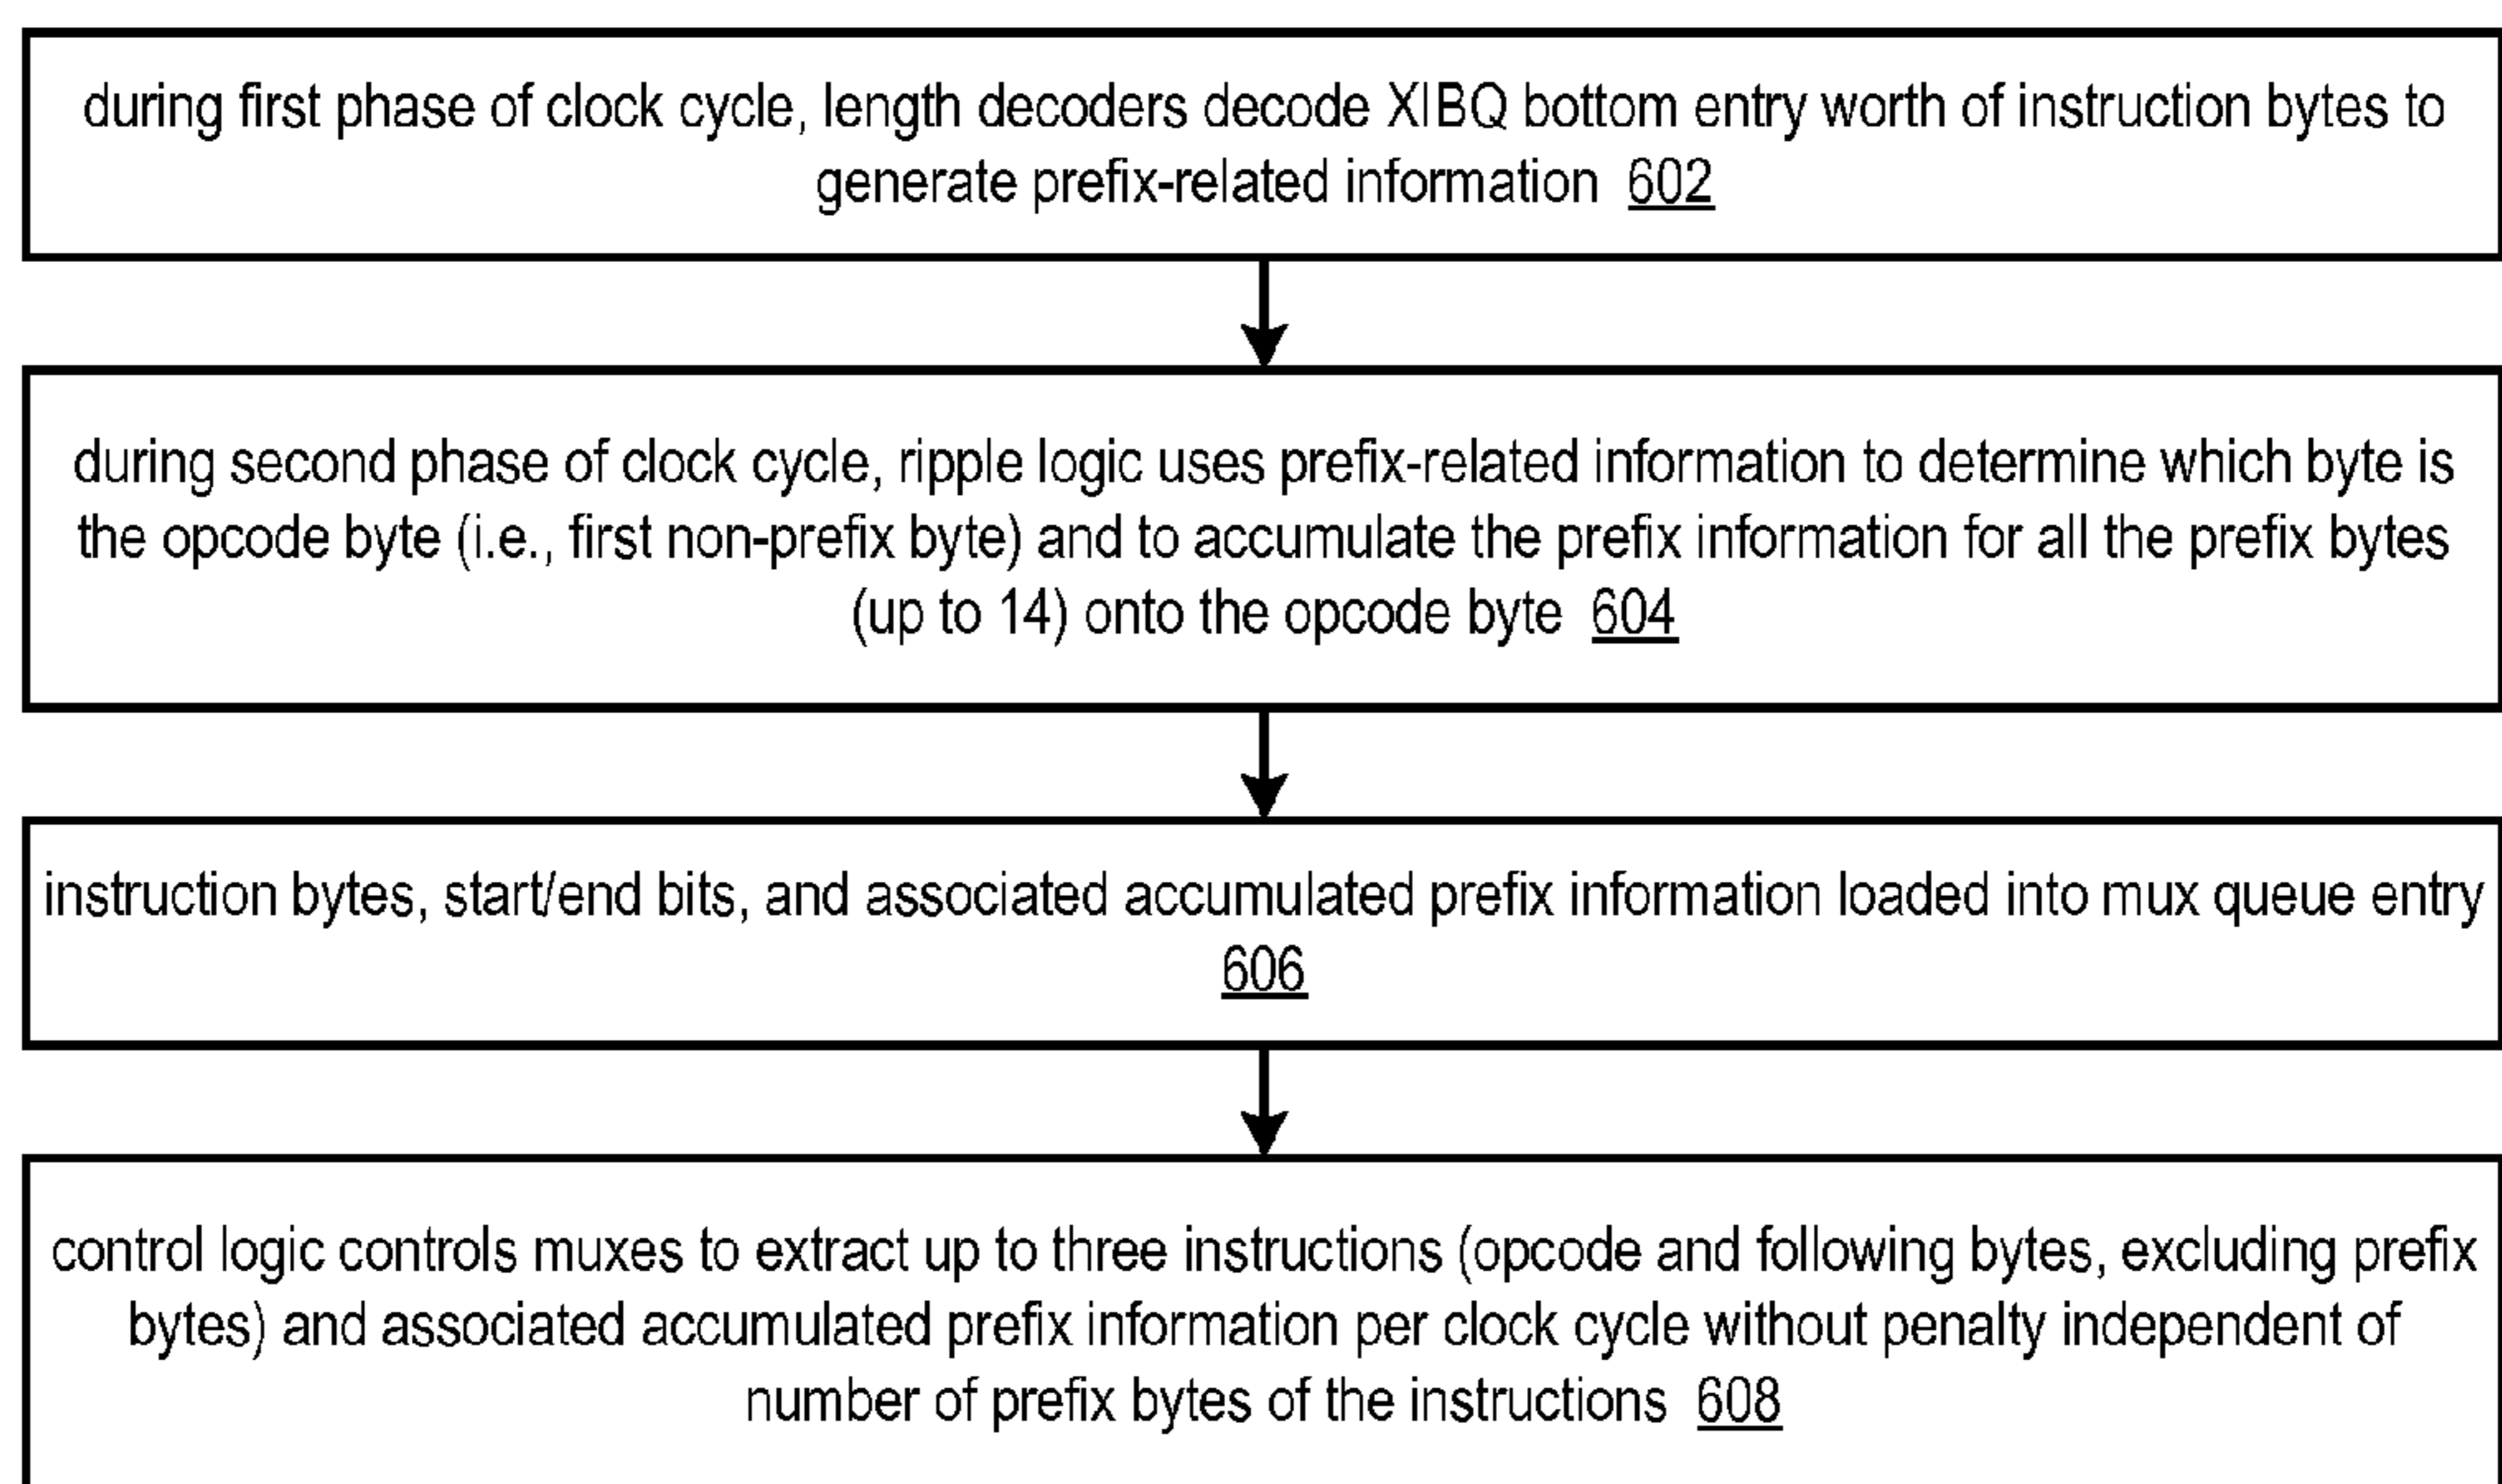 during first phase of clock cycle, length decoders decode XIBQ bottom entry worth of instruction bytes to
generate prefix-related information 602
during second phase of clock cycle, ripple logic uses prefix-related information to determine which byte is
the opcode byte (i.e., first non-prefix byte) and to accumulate the prefix information for all the prefix bytes
(up to 14) onto the opcode byte 604
instruction bytes, start/end bits, and associated accumulated prefix information loaded into mux queue entry
606
control logic controls muxes to extract up to three instructions (opcode and following bytes, excluding prefix
bytes) and associated accumulated prefix information per clock cycle without penalty independent of
number of prefix bytes of the instructions 608